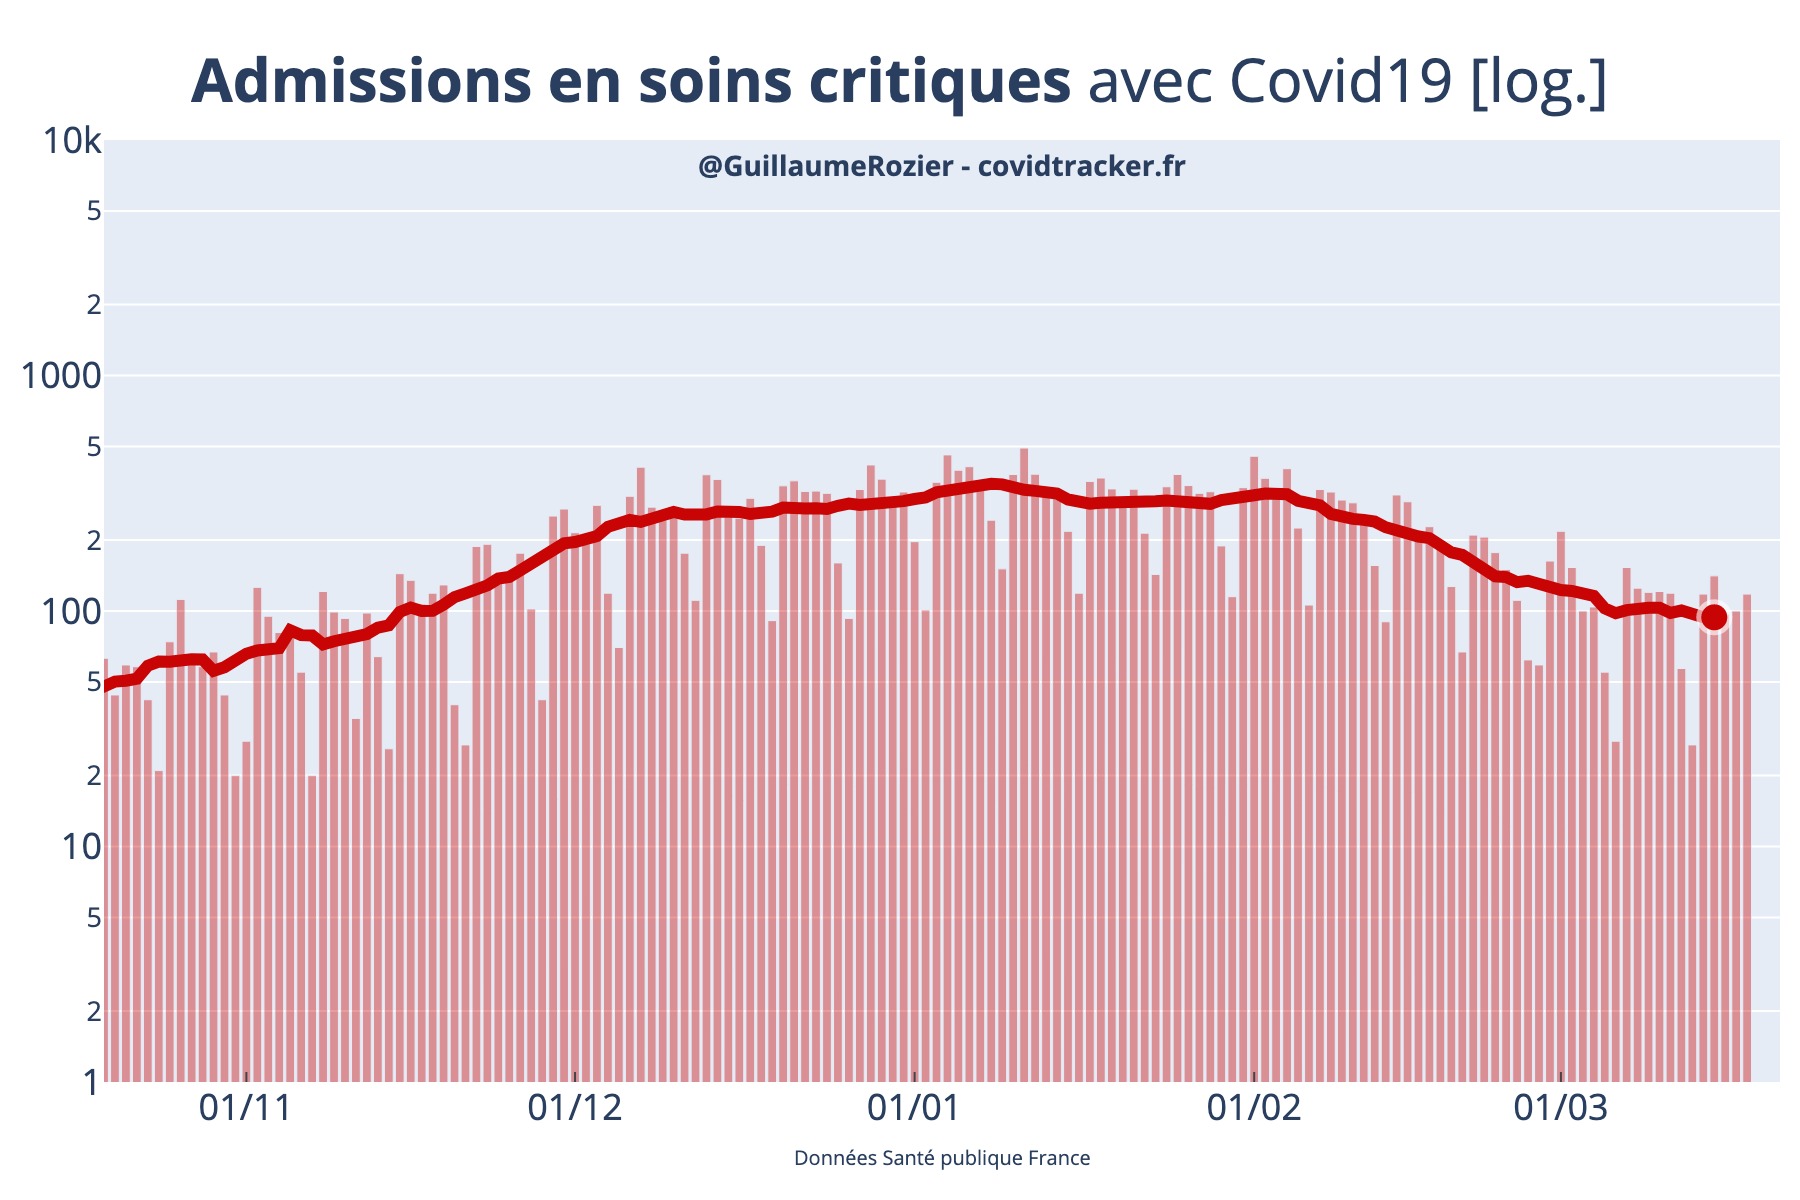 Admissions en soins critiques avec Covid19 [log.]
@GuillaumeRozier - covidtracker.fr
10k
5
2
1000
5
2
100
5
2
10
5
2
1
01/11 01/12 01/01 01/02 01/03
Données Santé publique France